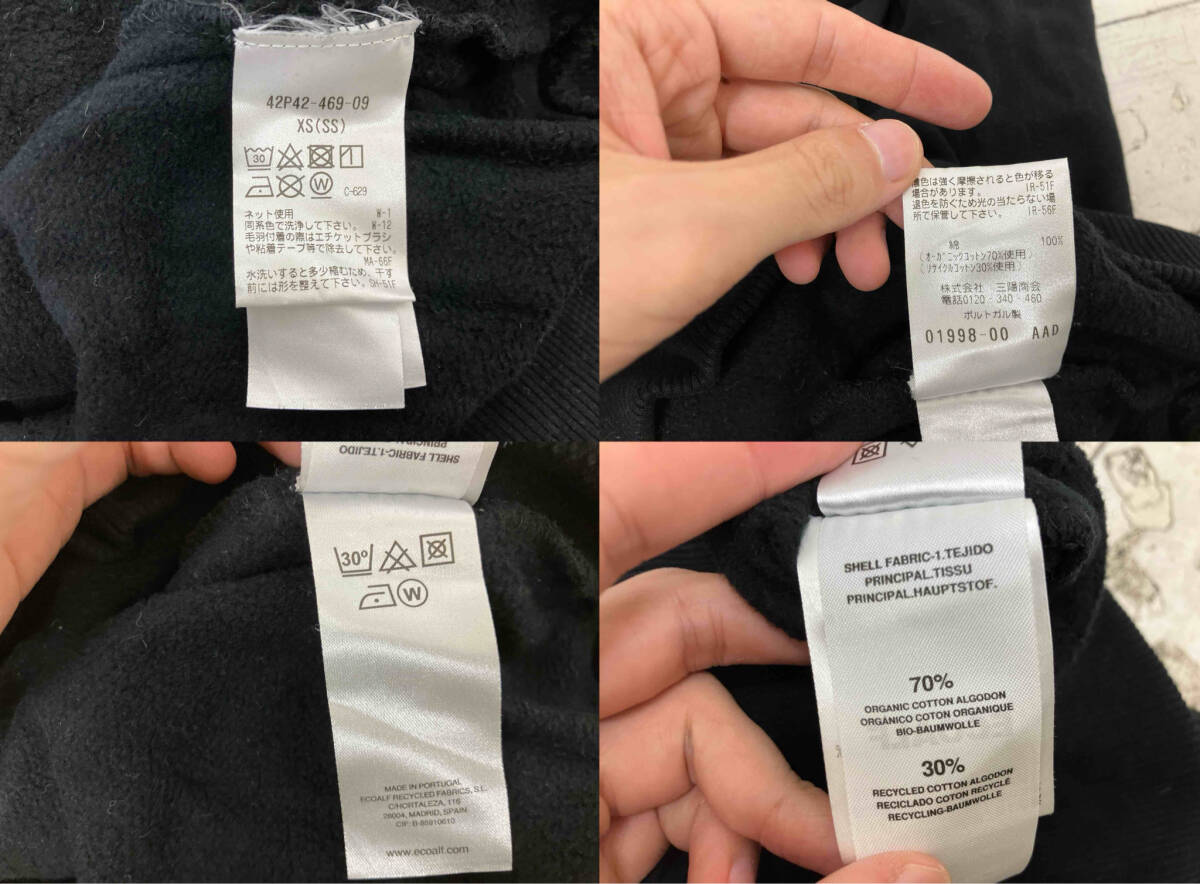 42P42-469-09
XS(SS)
30
1
W
C-629
ネット使用 W-1
同系色で洗浄して下さい。W-12
毛羽付着の際はエチケットブラシ
や粘着テープ等で除去して下さい。
MA-66F
水洗いすると多少縮むため、干す
前には形を整えて下さい。SH-51F
色は強く摩擦されると色が移る
場合があります。 IR-51F
退色を防ぐため光の当たらない場
所で保管して下さい。 IR-56F
綿 100%
(オーガニックコットン70%使用)
(リサイクルコットン30%使用)
株式会社 三陽商会
電話0120-340-460
ポルトガル製
01998-00 AAD
PRINCIPAL
SHELL FABRIC-1.TEJIDO
30º
W
MADE IN PORTUGAL
ECOALF RECYCLED FABRICS, S.L.
C/HORTALEZA, 116
28004, MADRID, SPAIN
CIF: B-85910610
www.ecoalf.com
SHELL FABRIC-1.TEJIDO
PRINCIPAL.TISSU
PRINCIPAL.HAUPTSTOF.
70%
ORGANIC COTTON ALGODON
ORGÁNICO COTON ORGANIQUE
BIO-BAUMWOLLE
30%
RECYCLED COTTON ALGODON
RECICLADO COTON RECYCLÉ
RECYCLING-BAUMWOLLE